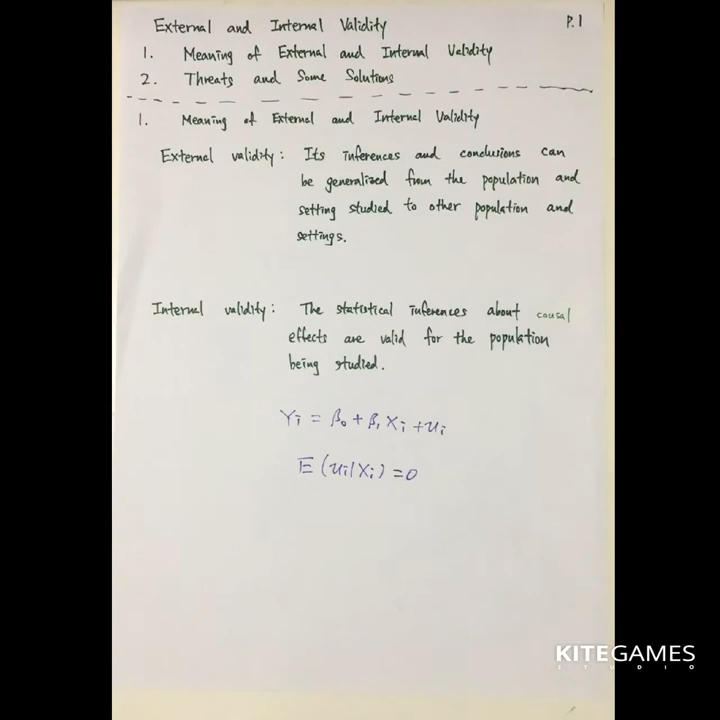 External and Internal Validity P.1
1. Meaning of External and Internal Validity
2. Threats and Some Solutions
1. Meaning of External and Internal Validity
External validity: Its inferences and conclusions can
be generalized from the population and
setting studied to other population and
settings.
Internal validity: The statistical inferences about causal
effects are valid for the population
being studied.
Yi = β0 + β1 Xi + ui
E (ui|Xi) = 0
KITEGAMES
STUDIO